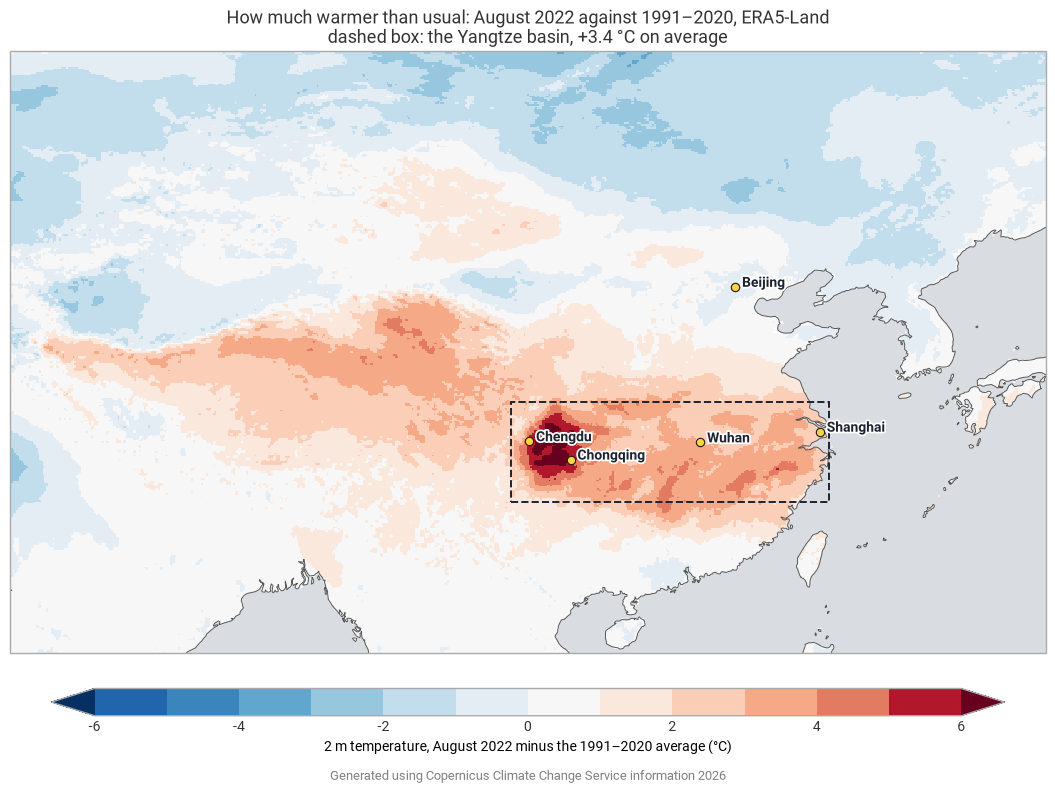 How much warmer than usual: August 2022 against 1991–2020, ERA5-Land
dashed box: the Yangtze basin, +3.4 °C on average
Beijing
Shanghai
Chengdu
Wuhan
Chongqing
-6 -4 -2 0 2 4 6
2 m temperature, August 2022 minus the 1991–2020 average (°C)
Generated using Copernicus Climate Change Service information 2026